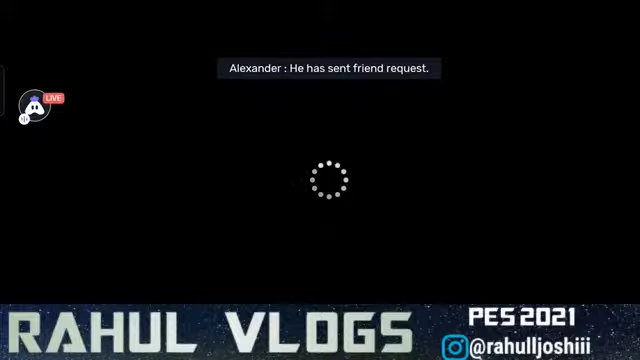 Alexander : He has sent friend request.
LIVE
RAHUL VLOGS
PES 2021
@rahulljoshiii